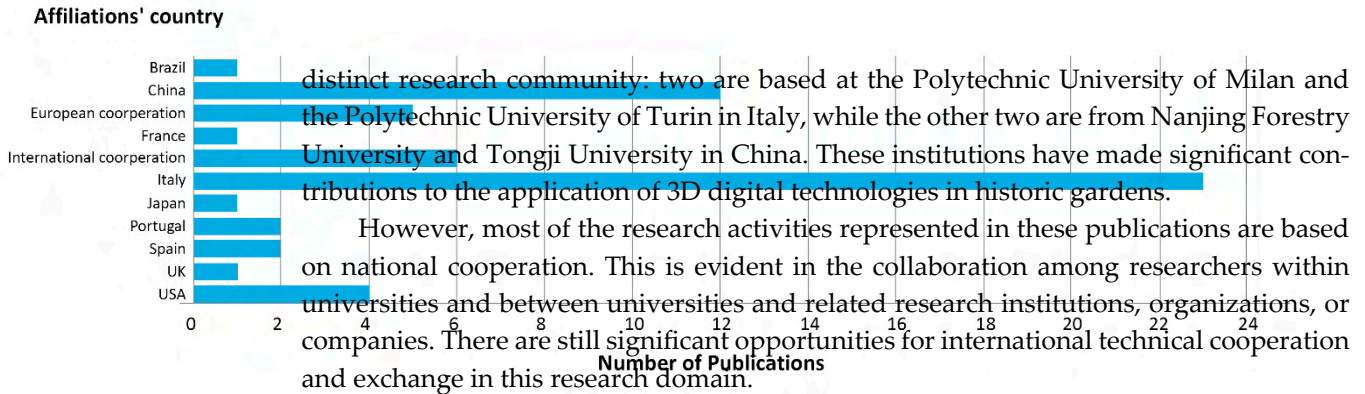 Affiliations' country
Brazil
China
European coorperation
France
International coorperation
Italy
Japan
Portugal
Spain
UK
USA
0 2 4 6 8 10 12 14 16 18 20 22 24
Number of Publications
distinct research community: two are based at the Polytechnic University of Milan and
the Polytechnic University of Turin in Italy, while the other two are from Nanjing Forestry
University and Tongji University in China. These institutions have made significant con-
tributions to the application of 3D digital technologies in historic gardens.
However, most of the research activities represented in these publications are based
on national cooperation. This is evident in the collaboration among researchers within
universities and between universities and related research institutions, organizations, or
companies. There are still significant opportunities for international technical cooperation
and exchange in this research domain.